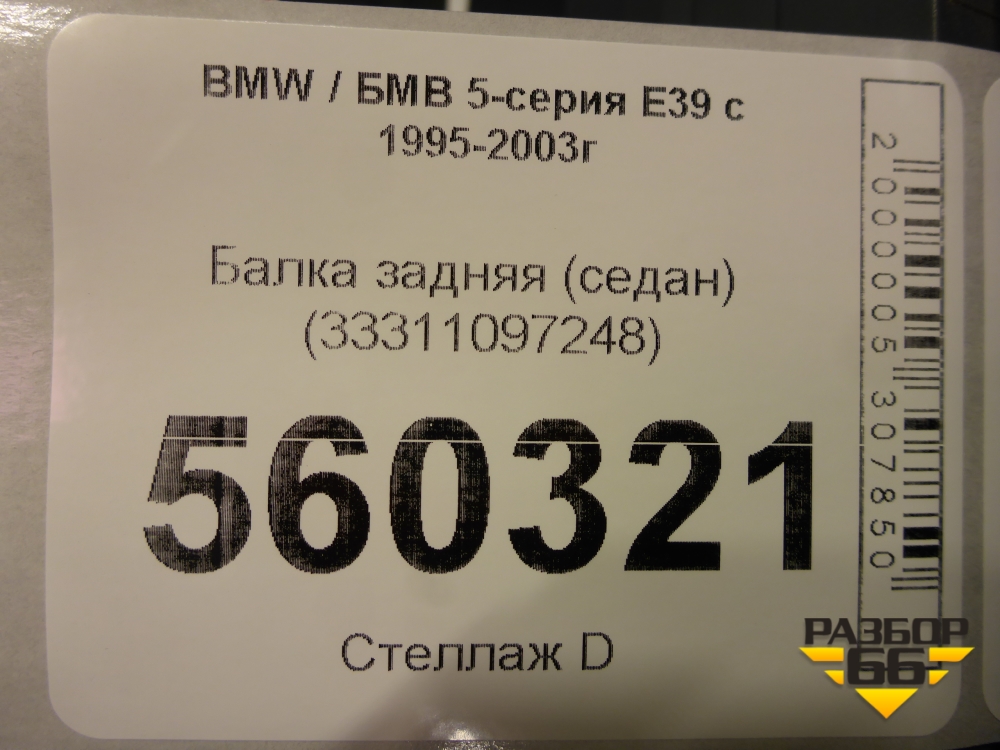 BMW / БМВ 5-серия E39 с
1995-2003г
Балка задняя (седан)
(33311097248)
560321
Стеллаж D
2000005307850
РАЗБОР
66